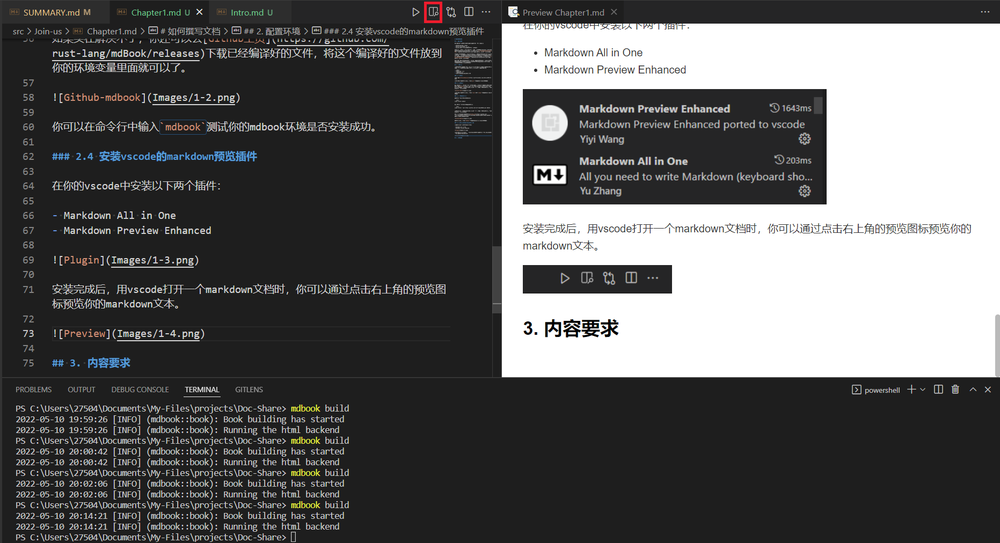 SUMMARY.md M
Chapter1.md U
Intro.md U
Preview Chapter1.md
src > Join-us > Chapter1.md > # 如何撰写文档 > ## 2. 配置环境 > ### 2.4 安装vscode的markdown预览插件
rust-lang/mdBook/releases)下载已经编译好的文件，将这个编译好的文件放到
你的环境变量里面就可以了。
57
58 ![Github-mdbook](Images/1-2.png)
59
60 你可以在命令行中输入`mdbook`测试你的mdbook环境是否安装成功。
61
62 ### 2.4 安装vscode的markdown预览插件
63
64 在你的vscode中安装以下两个插件：
65
66 - Markdown All in One
67 - Markdown Preview Enhanced
68
69 ![Plugin](Images/1-3.png)
70
71 安装完成后，用vscode打开一个markdown文档时，你可以通过点击右上角的预览图
标预览你的markdown文本。
72
73 ![Preview](Images/1-4.png)
74
75 ## 3. 内容要求
在你的vscode中安装以下两个插件：
• Markdown All in One
• Markdown Preview Enhanced
Markdown Preview Enhanced 1643ms
Markdown Preview Enhanced ported to vscode
Yiyi Wang
Markdown All in One 203ms
All you need to write Markdown (keyboard sho...
Yu Zhang
安装完成后，用vscode打开一个markdown文档时，你可以通过点击右上角的预览图标预览你的
markdown文本。
3. 内容要求
PROBLEMS OUTPUT DEBUG CONSOLE TERMINAL GITLENS
powershell
PS C:\Users\27504\Documents\My-Files\projects\Doc-Share> mdbook build
2022-05-10 19:59:26 [INFO] (mdbook::book): Book building has started
2022-05-10 19:59:26 [INFO] (mdbook::book): Running the html backend
PS C:\Users\27504\Documents\My-Files\projects\Doc-Share> mdbook build
2022-05-10 20:00:42 [INFO] (mdbook::book): Book building has started
2022-05-10 20:00:42 [INFO] (mdbook::book): Running the html backend
PS C:\Users\27504\Documents\My-Files\projects\Doc-Share> mdbook build
2022-05-10 20:02:06 [INFO] (mdbook::book): Book building has started
2022-05-10 20:02:06 [INFO] (mdbook::book): Running the html backend
PS C:\Users\27504\Documents\My-Files\projects\Doc-Share> mdbook build
2022-05-10 20:14:21 [INFO] (mdbook::book): Book building has started
2022-05-10 20:14:21 [INFO] (mdbook::book): Running the html backend
PS C:\Users\27504\Documents\My-Files\projects\Doc-Share>